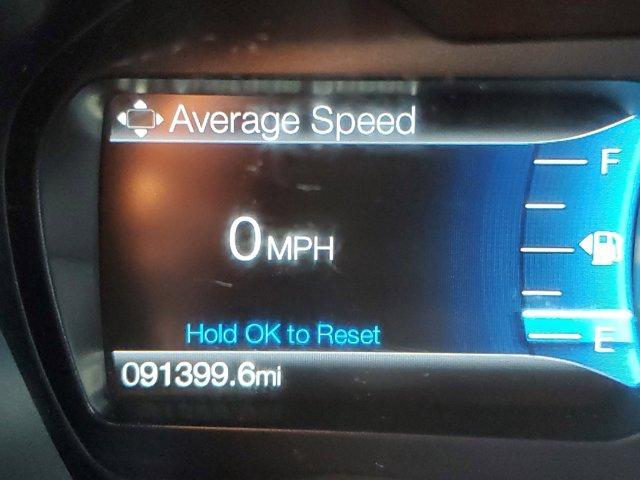 Average Speed
F
0 MPH
Hold OK to Reset
E
091399.6mi